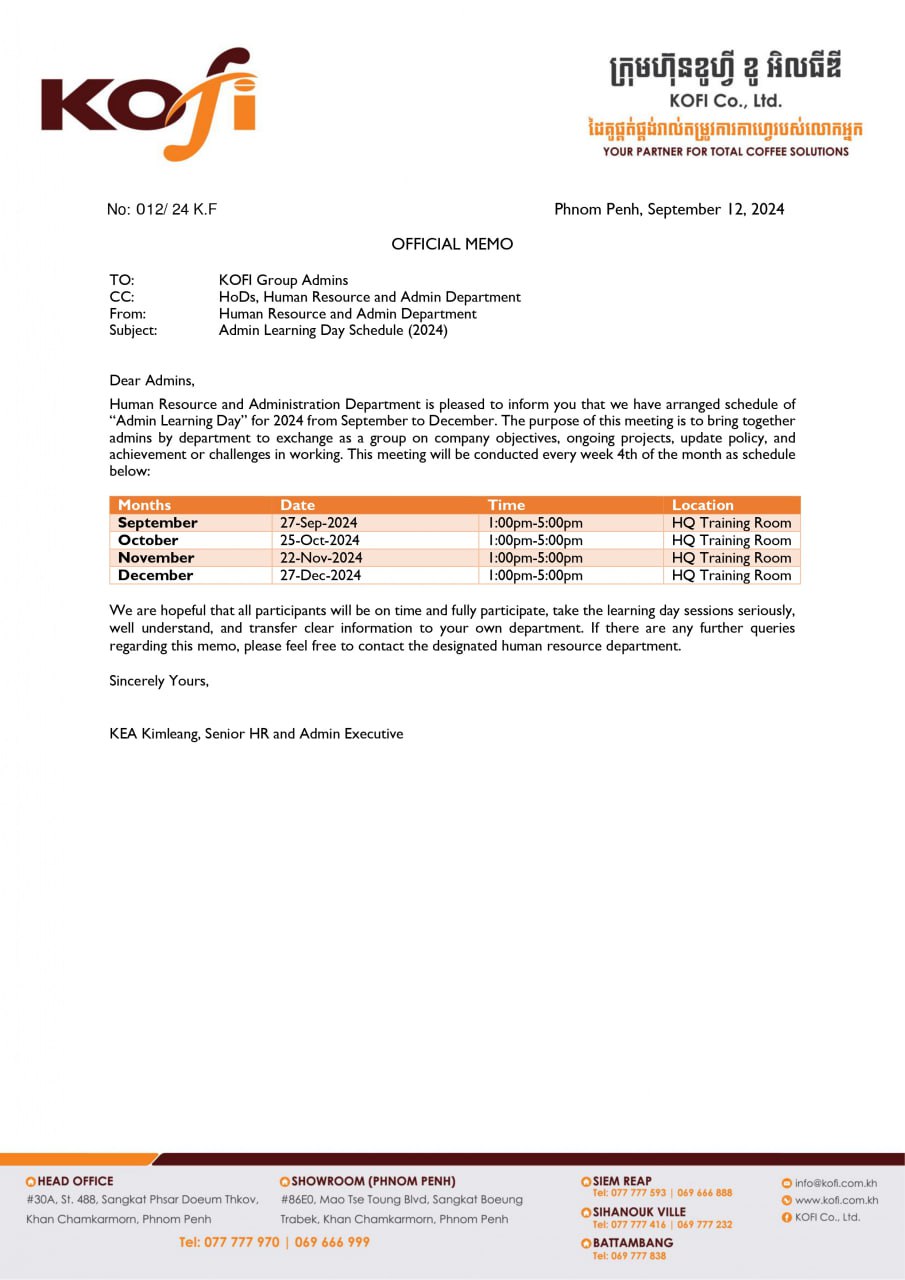 Kofi
ក្រុមហ៊ុនខូហ្វី ខូ អិលធីឌី
KOFI Co., Ltd.
ដៃគូផ្គត់ផ្គង់រាល់តម្រូវការកាហ្វេរបស់លោកអ្នក
YOUR PARTNER FOR TOTAL COFFEE SOLUTIONS
No: 012/ 24 K.F Phnom Penh, September 12, 2024
OFFICIAL MEMO
TO: KOFI Group Admins
CC: HoDs, Human Resource and Admin Department
From: Human Resource and Admin Department
Subject: Admin Learning Day Schedule (2024)
Dear Admins,
Human Resource and Administration Department is pleased to inform you that we have arranged schedule of
“Admin Learning Day” for 2024 from September to December. The purpose of this meeting is to bring together
admins by department to exchange as a group on company objectives, ongoing projects, update policy, and
achievement or challenges in working. This meeting will be conducted every week 4th of the month as schedule
below:
Months Date Time Location
September 27-Sep-2024 1:00pm-5:00pm HQ Training Room
October 25-Oct-2024 1:00pm-5:00pm HQ Training Room
November 22-Nov-2024 1:00pm-5:00pm HQ Training Room
December 27-Dec-2024 1:00pm-5:00pm HQ Training Room
We are hopeful that all participants will be on time and fully participate, take the learning day sessions seriously,
well understand, and transfer clear information to your own department. If there are any further queries
regarding this memo, please feel free to contact the designated human resource department.
Sincerely Yours,
KEA Kimleang, Senior HR and Admin Executive
HEAD OFFICE
#30A, St. 488, Sangkat Phsar Doeum Thkov,
Khan Chamkarmorn, Phnom Penh
SHOWROOM (PHNOM PENH)
#86E0, Mao Tse Toung Blvd, Sangkat Boeung
Trabek, Khan Chamkarmorn, Phnom Penh
Tel: 077 777 970 | 069 666 999
SIEM REAP
Tel: 077 777 593 | 069 666 888
SIHANOUK VILLE
Tel: 077 777 416 | 069 777 232
BATTAMBANG
Tel: 069 777 838
info@kofi.com.kh
www.kofi.com.kh
KOFI Co., Ltd.